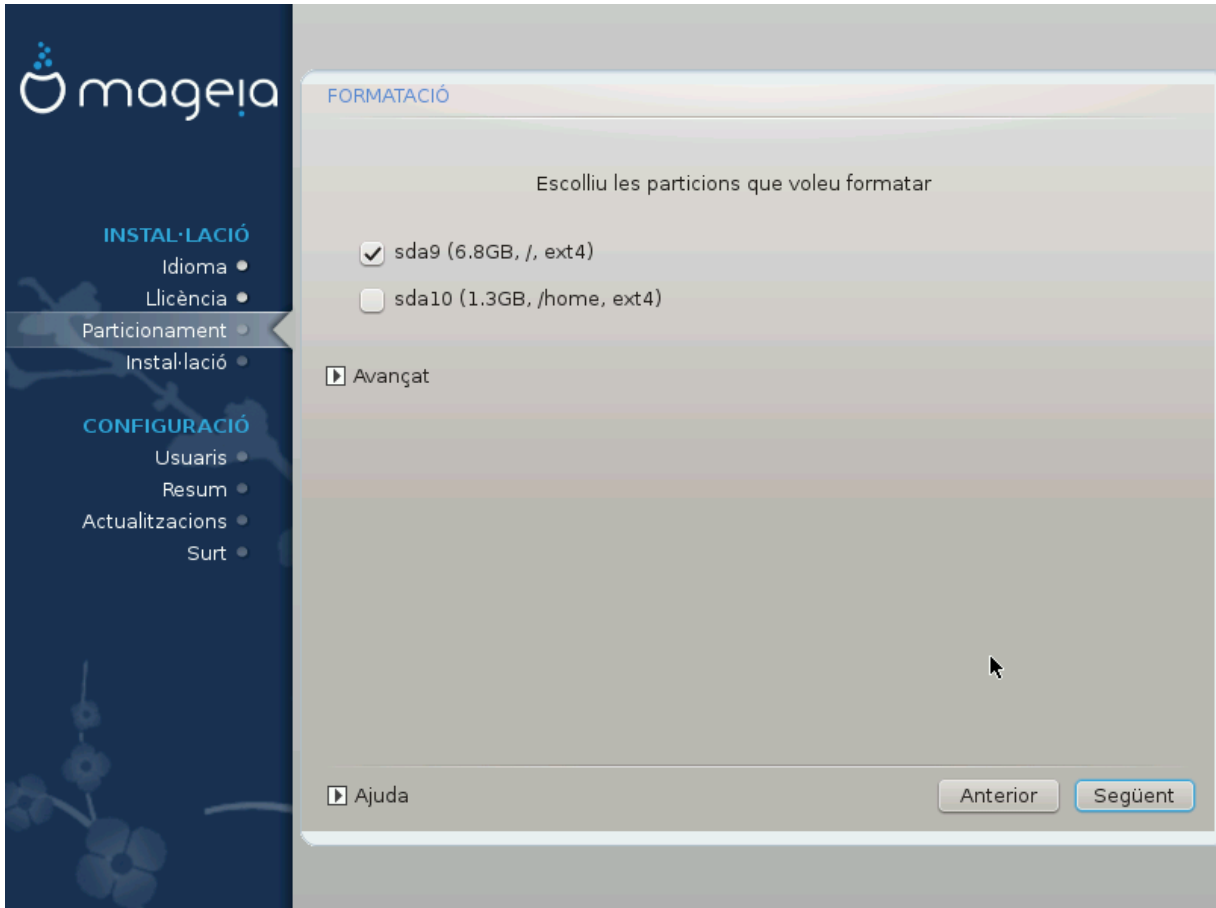 mageia
INSTAL·LACIÓ
Idioma
Llicència
Particionament
Instal·lació
CONFIGURACIÓ
Usuaris
Resum
Actualitzacions
Surt
FORMATACIÓ
Escolliu les particions que voleu formatar
sda9 (6.8GB, /, ext4)
sda10 (1.3GB, /home, ext4)
Avançat
Ajuda
Anterior
Següent